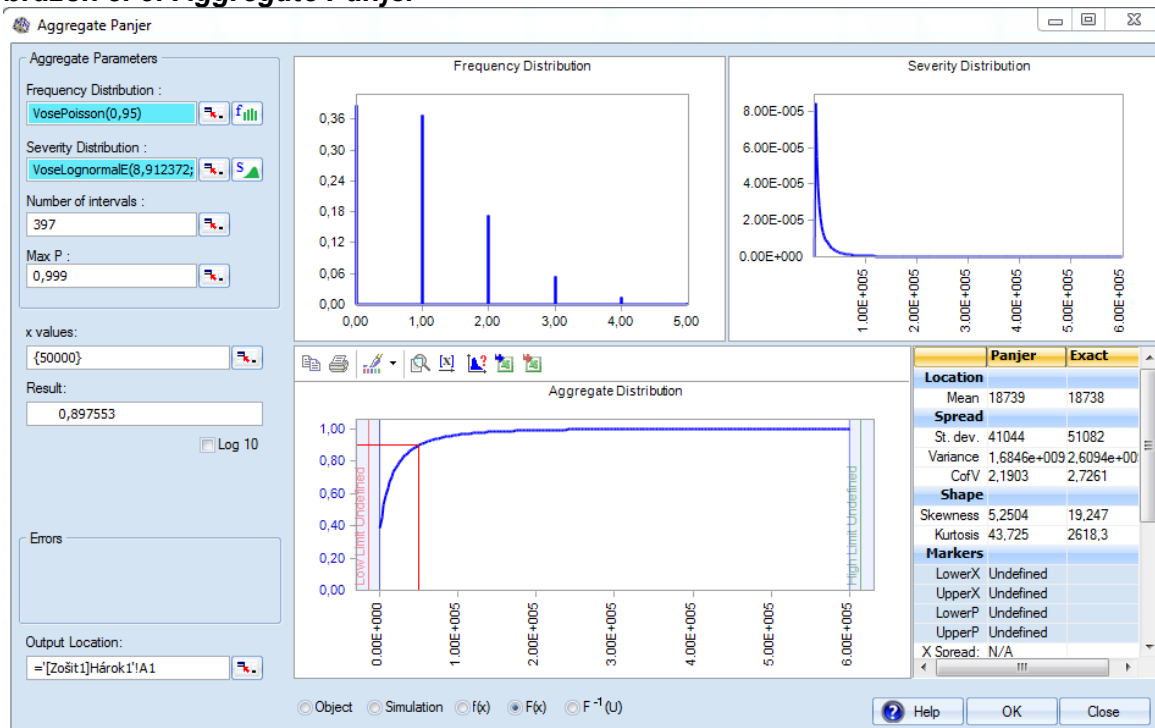 Aggregate Panjer
Aggregate Parameters
Frequency Distribution :
VosePoisson(0,95)
Severity Distribution :
VoseLognormalE(8,912372;
Number of intervals :
397
Max P :
0,999
x values:
{50000}
Result:
0,897553
Log 10
Errors
Output Location:
='[Zošit1]Hárok1'!A1
Frequency Distribution
0,36
0,30
0,24
0,18
0,12
0,06
0,00
0,00 1,00 2,00 3,00 4,00 5,00
Severity Distribution
8.00E-005
6.00E-005
4.00E-005
2.00E-005
0.00E+000
1.00E+005 2.00E+005 3.00E+005 4.00E+005 5.00E+005 6.00E+005
Aggregate Distribution
1,00
0,80
0,60
0,40
0,20
0,00
Low Limit Undefined
High Limit Undefined
0.00E+000 1.00E+005 2.00E+005 3.00E+005 4.00E+005 5.00E+005 6.00E+005
Panjer Exact
Location
Mean 18739 18738
Spread
St. dev. 41044 51082
Variance 1,6846e+009 2,6094e+00
CofV 2,1903 2,7261
Shape
Skewness 5,2504 19,247
Kurtosis 43,725 2618,3
Markers
LowerX Undefined
UpperX Undefined
LowerP Undefined
UpperP Undefined
X Spread: N/A
Object Simulation f(x) F(x) F⁻¹(U)
Help OK Close